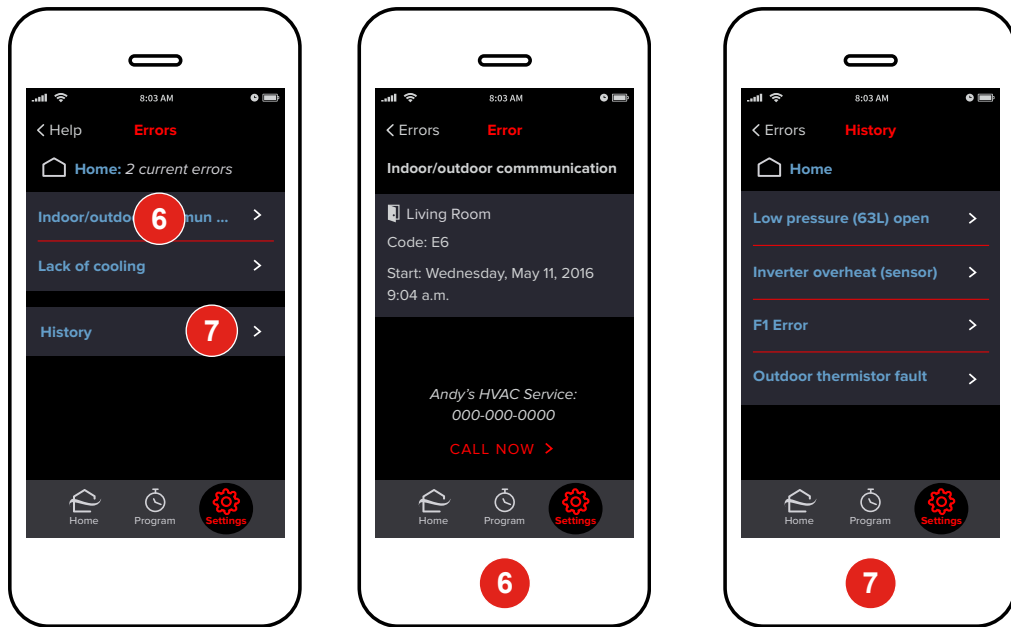 8:03 AM
Help Errors
Home: 2 current errors
Indoor/outdo 6 mun ...
Lack of cooling
History 7
Home Program Settings
8:03 AM
Errors Error
Indoor/outdoor commmunication
Living Room
Code: E6
Start: Wednesday, May 11, 2016
9:04 a.m.
Andy's HVAC Service:
000-000-0000
CALL NOW
Home Program Settings
6
8:03 AM
Errors History
Home
Low pressure (63L) open
Inverter overheat (sensor)
F1 Error
Outdoor thermistor fault
Home Program Settings
7